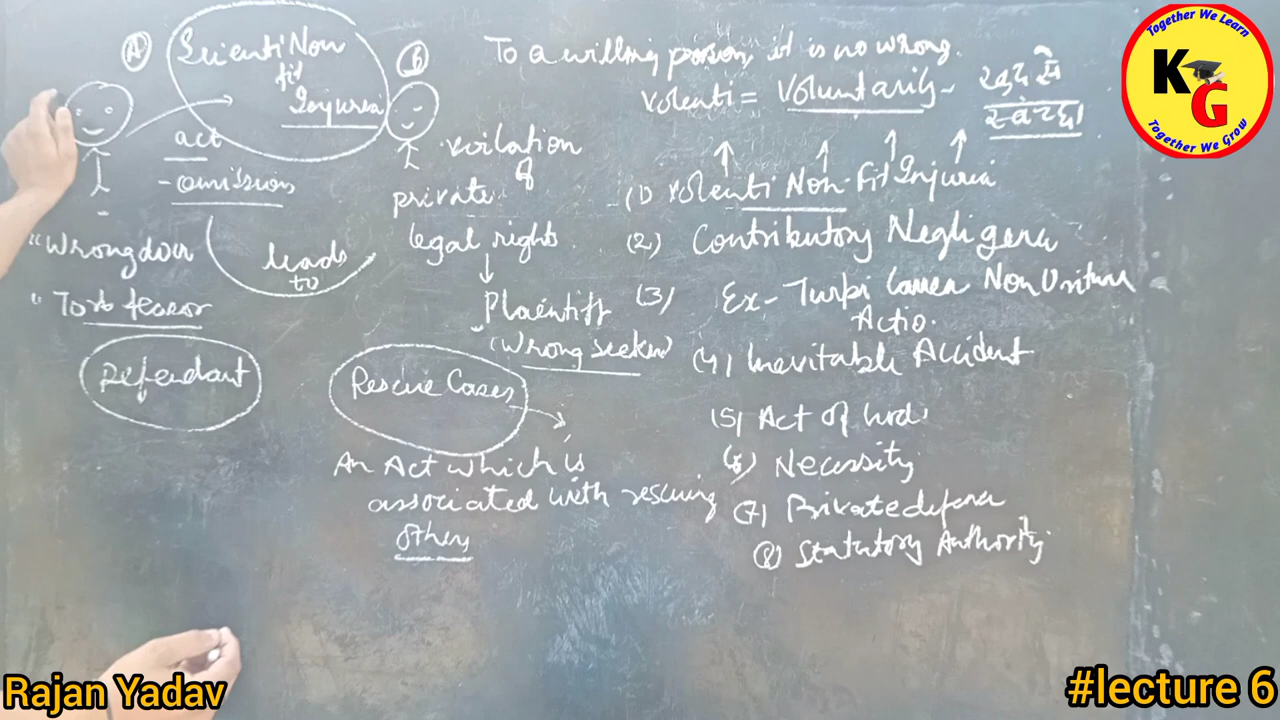 (A)
Scienti Non
fit
Injurea
(B)
act
- omission
"Wrongdoer
" Tort feasor
Defendant
leads
to
voilation
of
private
legal rights
Plaintiff
(Wrong seeker)
Rescue Cases
An Act which is
associated with rescuing
others
To a willing person, it is no wrong.
Volenti = Voluntarily -
(1) Volenti Non-Fit Injuria
(2) Contributory Negligence
(3) Ex- Turpi Causa Non Oritur
Actio.
(4) Inevitable Accident
(5) Act of God
(6) Necessity
(7) Private defence
(8) Statutory Authority
Together We Learn
KG
Together We Grow
Rajan Yadav
#lecture 6